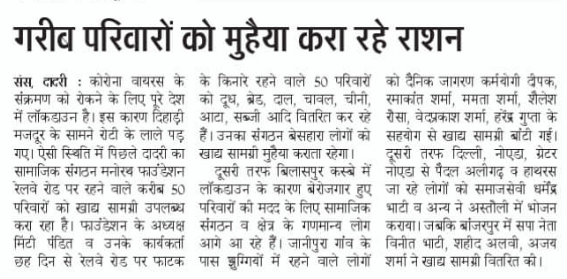 गरीब परिवारों को मुहैया करा रहे राशन
संस, दादरी : कोरोना वायरस के
संक्रमण को रोकने के लिए पूरे देश
में लॉकडाउन है। इस कारण दिहाड़ी
मजदूर के सामने रोटी के लाले पड़
गए। ऐसी स्थिति में पिछले दादरी का
सामाजिक संगठन मनोरथ फाउंडेशन
रेलवे रोड पर रहने वाले करीब 50
परिवारों को खाद्य सामग्री उपलब्ध
करा रहा है। फाउंडेशन के अध्यक्ष
मिंटी पंडित व उनके कार्यकर्ता
छह दिन से रेलवे रोड पर फाटक
के किनारे रहने वाले 50 परिवारों
को दूध, ब्रेड, दाल, चावल, चीनी,
आटा, सब्जी आदि वितरित कर रहे
हैं। उनका संगठन बेसहारा लोगों को
खाद्य सामग्री मुहैया कराता रहेगा।
दूसरी तरफ बिलासपुर कस्बे में
लॉकडाउन के कारण बेरोजगार हुए
परिवारों की मदद के लिए सामाजिक
संगठन व क्षेत्र के गणमान्य लोग
आगे आ रहे हैं। जानीपुरा गांव के
पास झुग्गियों में रहने वाले लोगों
को दैनिक जागरण कर्मयोगी दीपक,
रमाकांत शर्मा, ममता शर्मा, शैलेश
रौसा, वेदप्रकाश शर्मा, हरेंद्र गुप्ता के
सहयोग से खाद्य सामग्री बांटी गई।
दूसरी तरफ दिल्ली, नोएडा, ग्रेटर
नोएडा से पैदल अलीगढ़ व हाथरस
जा रहे लोगों को समाजसेवी धर्मेंद्र
भाटी व अन्य ने अस्तौली में भोजन
कराया। जबकि बांजरपुर में सपा नेता
विनीत भाटी, शहीद अलवी, अजय
शर्मा ने खाद्य सामग्री वितरित की।